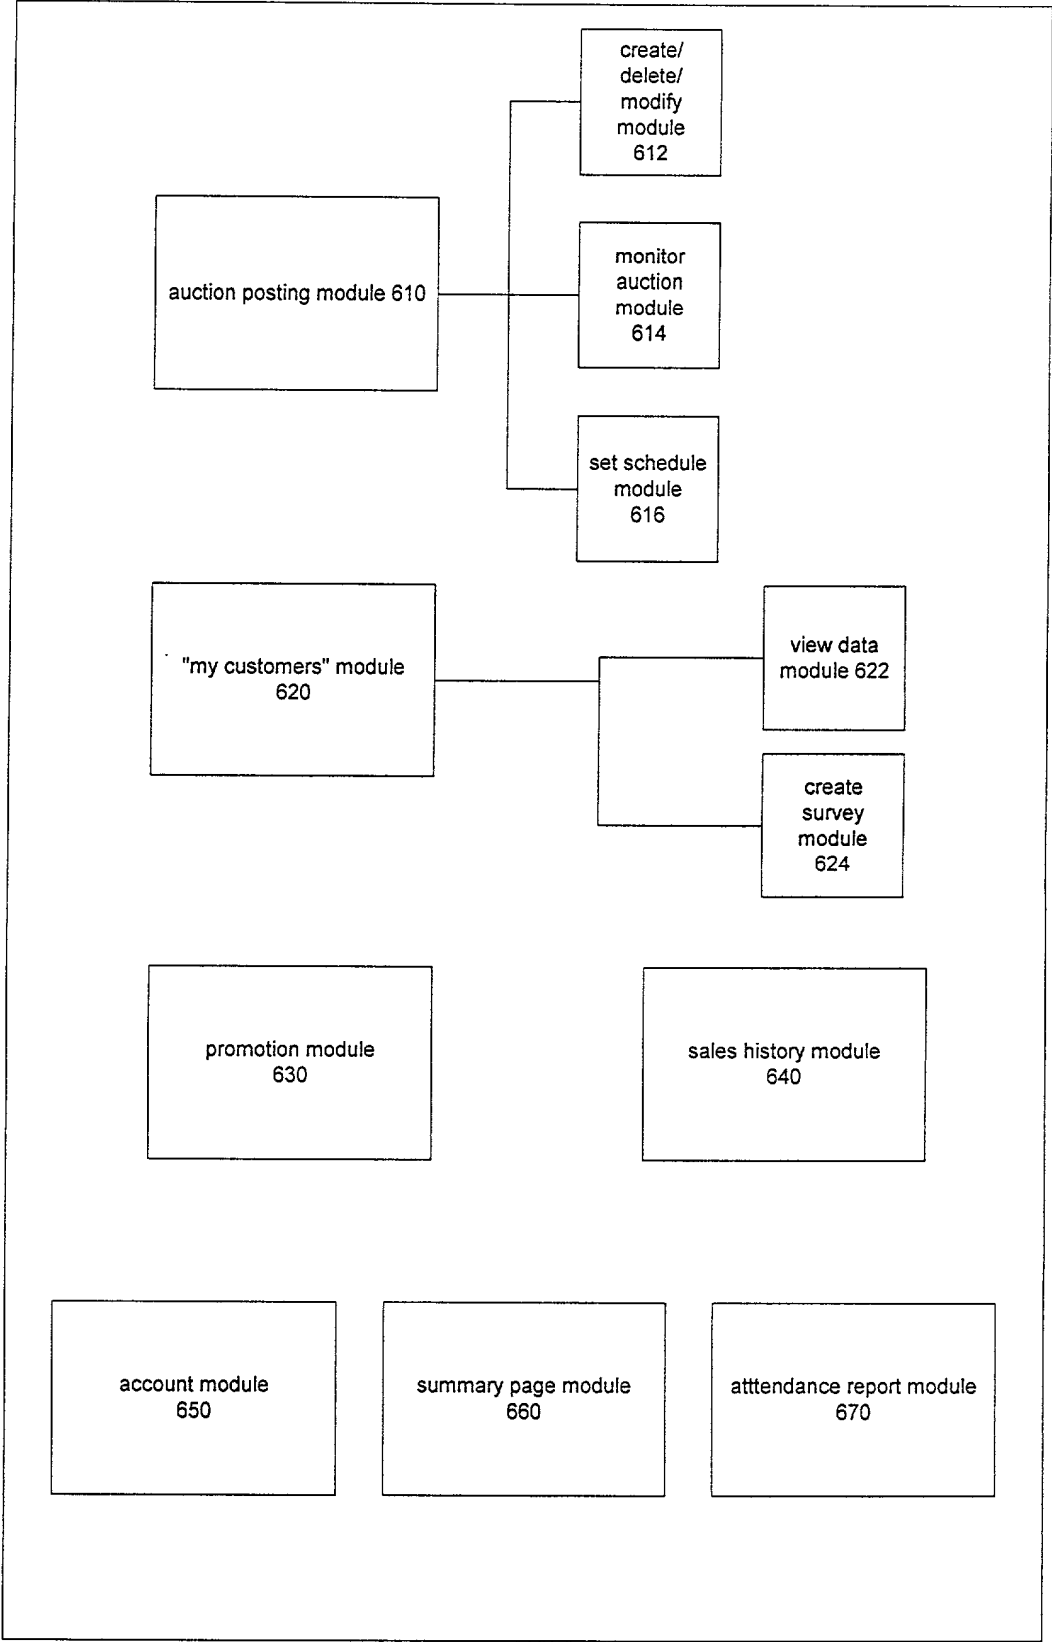 create/
delete/
modify
module
612
auction posting module 610
monitor
auction
module
614
set schedule
module
616
"my customers" module
620
view data
module 622
create
survey
module
624
promotion module
630
sales history module
640
account module
650
summary page module
660
atttendance report module
670